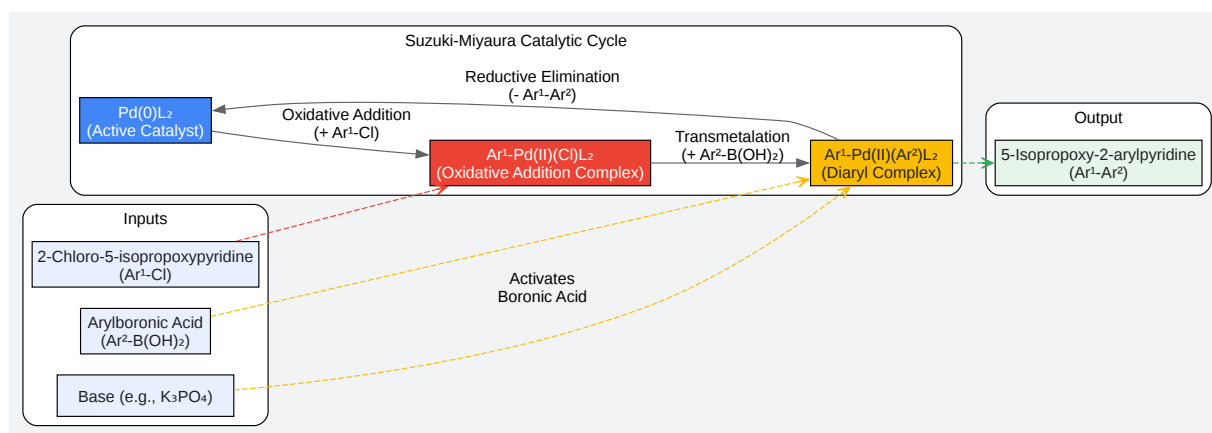 Suzuki-Miyaura Catalytic Cycle
Reductive Elimination
(- Ar¹-Ar²)
Pd(0)L₂
(Active Catalyst)
Oxidative Addition
(+ Ar¹-Cl)
Ar¹-Pd(II)(Cl)L₂
(Oxidative Addition Complex)
Transmetalation
(+ Ar²-B(OH)₂)
Ar¹-Pd(II)(Ar²)L₂
(Diaryl Complex)
Output
5-Isopropoxy-2-arylpyridine
(Ar¹-Ar²)
Inputs
2-Chloro-5-isopropoxypyridine
(Ar¹-Cl)
Arylboronic Acid
(Ar²-B(OH)₂)
Base (e.g., K₃PO₄)
Activates
Boronic Acid